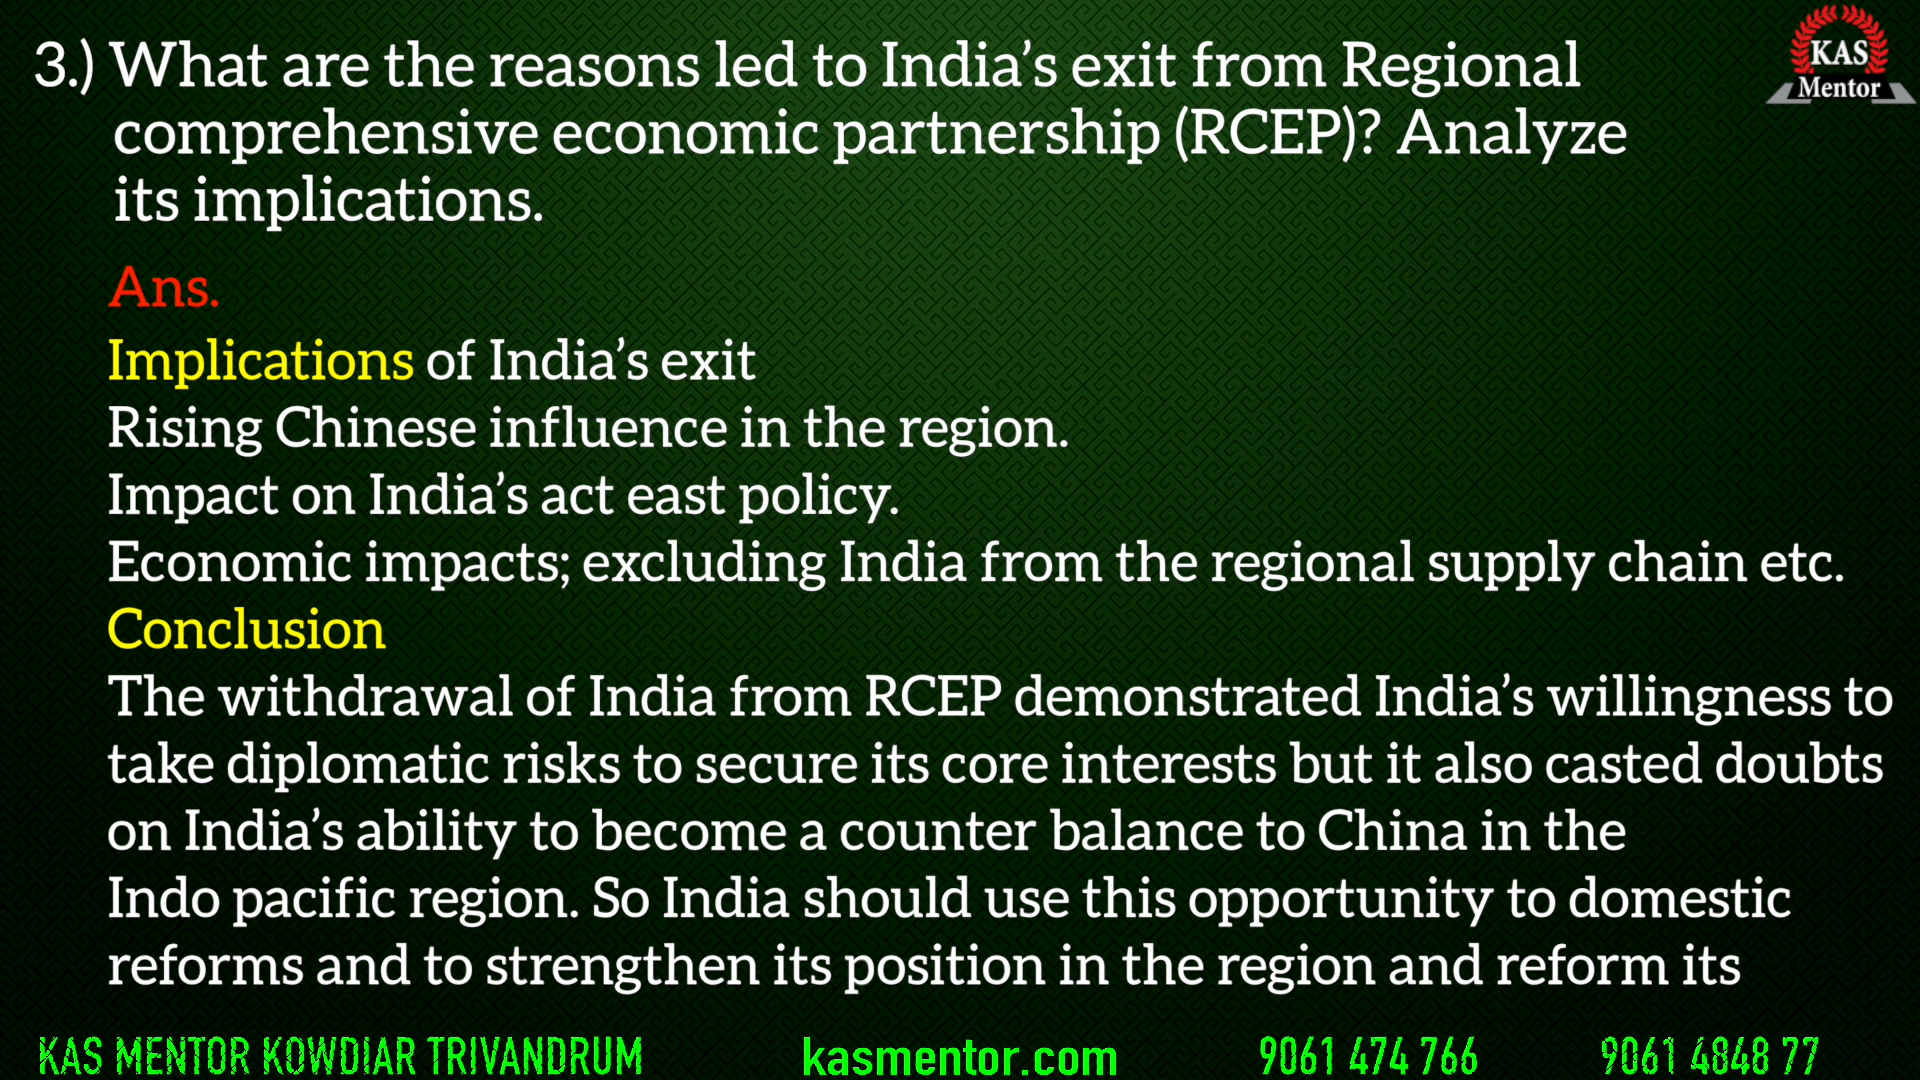 3.) What are the reasons led to India’s exit from Regional
comprehensive economic partnership (RCEP)? Analyze
its implications.
KAS
Mentor
Ans.
Implications of India’s exit
Rising Chinese influence in the region.
Impact on India’s act east policy.
Economic impacts; excluding India from the regional supply chain etc.
Conclusion
The withdrawal of India from RCEP demonstrated India’s willingness to
take diplomatic risks to secure its core interests but it also casted doubts
on India’s ability to become a counter balance to China in the
Indo pacific region. So India should use this opportunity to domestic
reforms and to strengthen its position in the region and reform its
KAS MENTOR KOWDIAR TRIVANDRUM kasmentor.com 9061 474 766 9061 4848 77